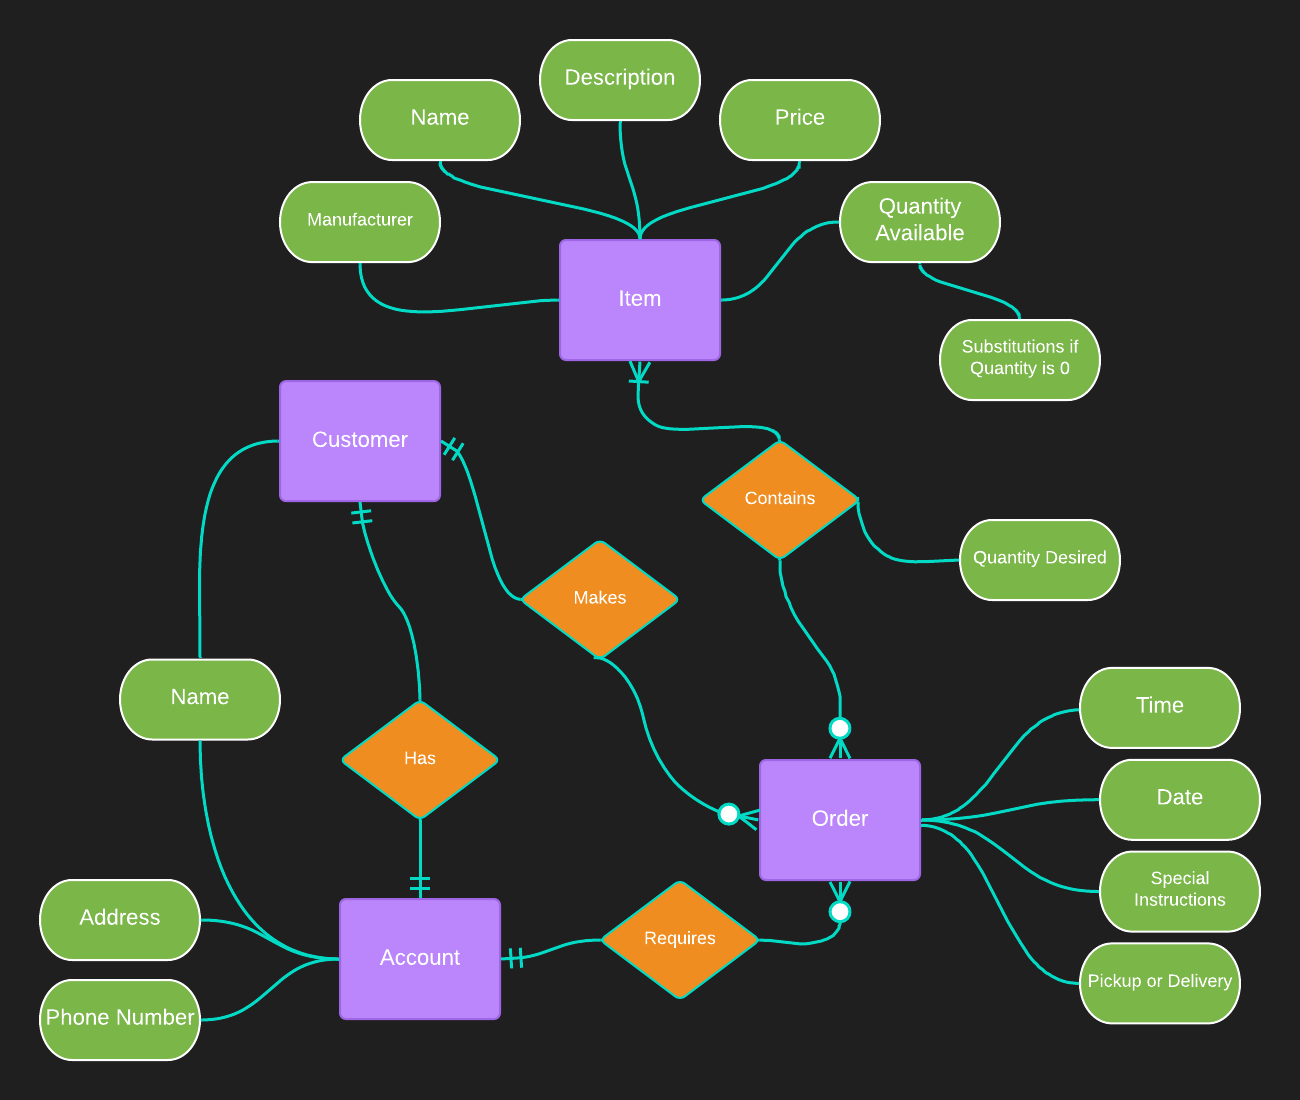 Description
Name
Price
Manufacturer
Quantity
Available
Item
Substitutions if
Quantity is 0
Customer
Contains
Quantity Desired
Makes
Name
Time
Has
Date
Order
Special
Instructions
Address
Requires
Account
Pickup or Delivery
Phone Number